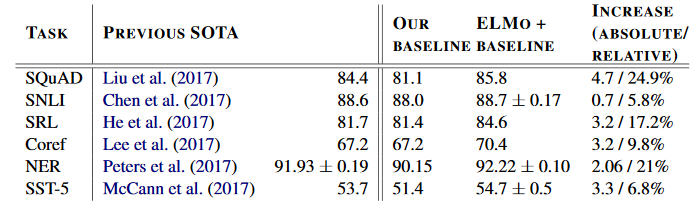 TASK PREVIOUS SOTA OUR BASELINE ELMO + BASELINE INCREASE (ABSOLUTE/ RELATIVE)
SQuAD Liu et al. (2017) 84.4 81.1 85.8 4.7 / 24.9%
SNLI Chen et al. (2017) 88.6 88.0 88.7 ± 0.17 0.7 / 5.8%
SRL He et al. (2017) 81.7 81.4 84.6 3.2 / 17.2%
Coref Lee et al. (2017) 67.2 67.2 70.4 3.2 / 9.8%
NER Peters et al. (2017) 91.93 ± 0.19 90.15 92.22 ± 0.10 2.06 / 21%
SST-5 McCann et al. (2017) 53.7 51.4 54.7 ± 0.5 3.3 / 6.8%